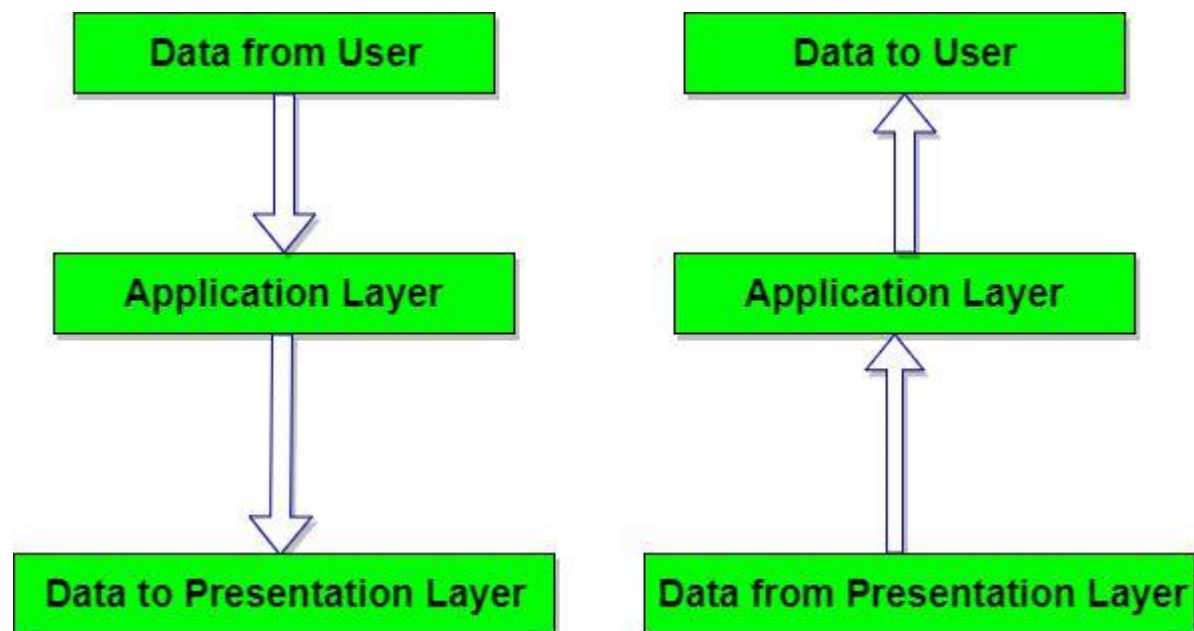 Data from User
Data to User
Application Layer
Application Layer
Data to Presentation Layer
Data from Presentation Layer